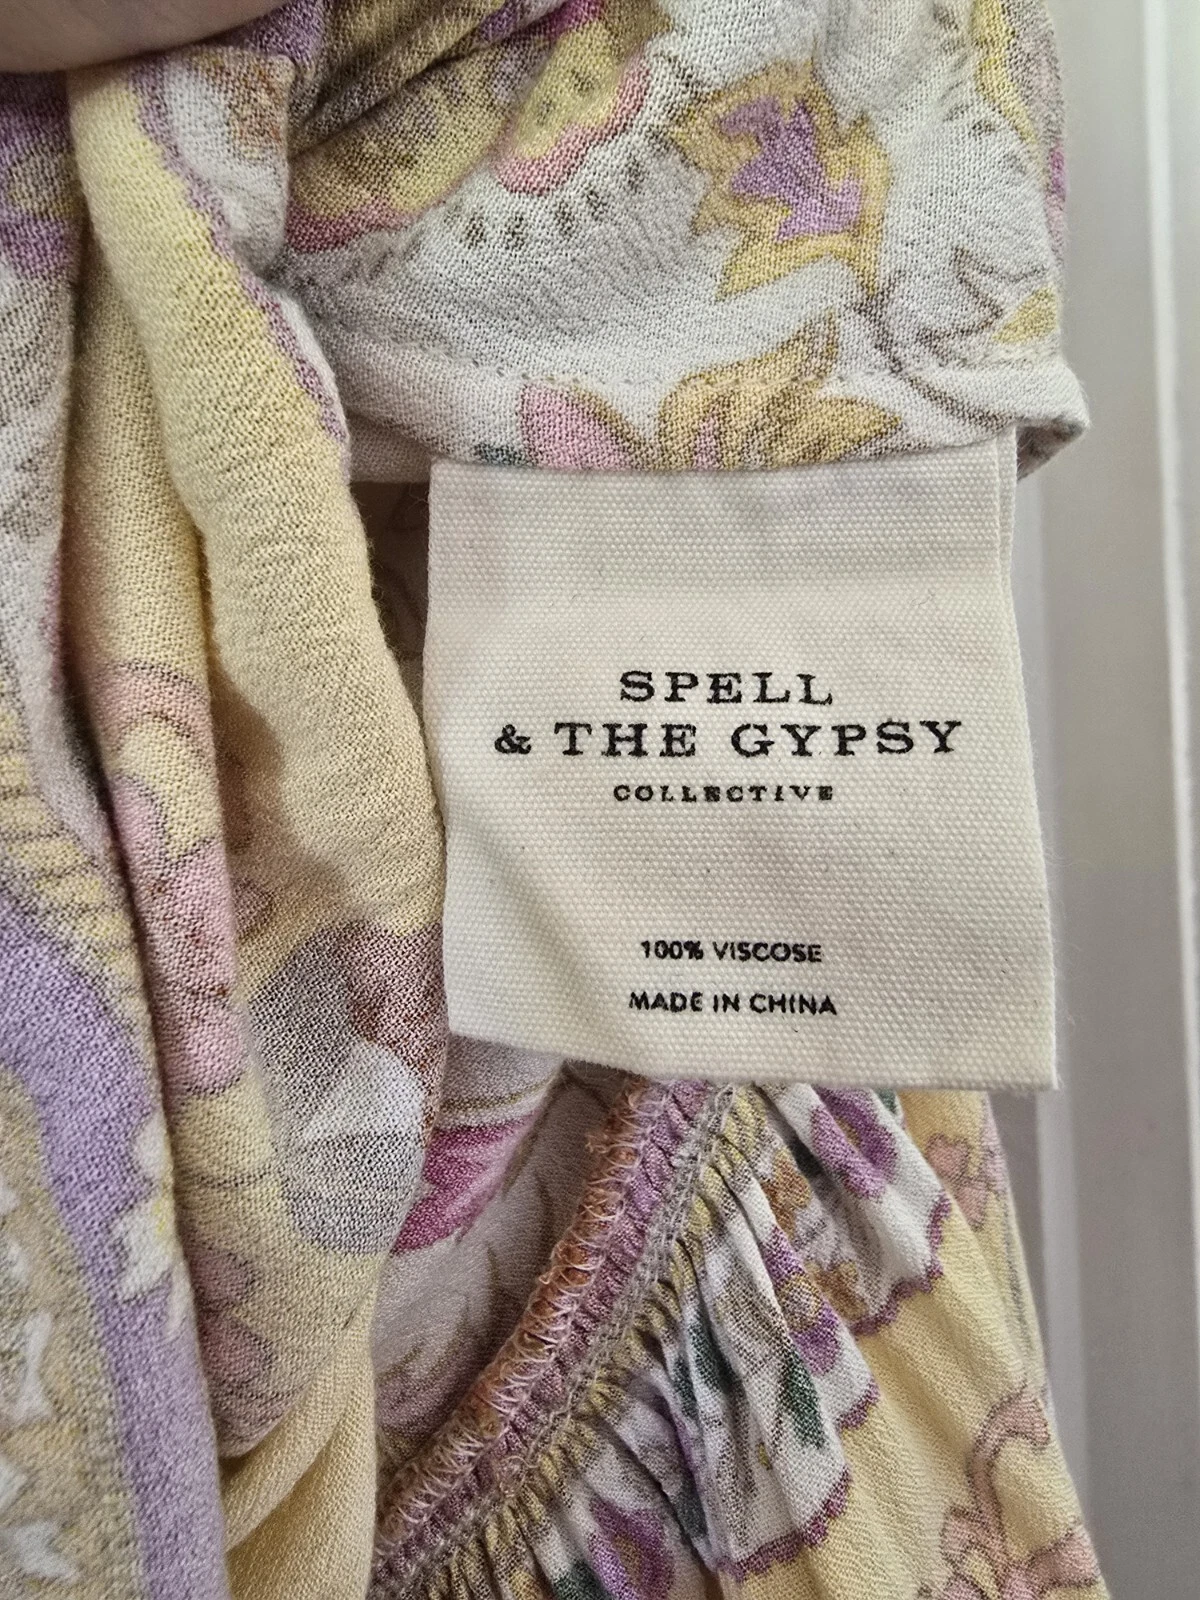 SPELL
& THE GYPSY
COLLECTIVE
100% VISCOSE
MADE IN CHINA